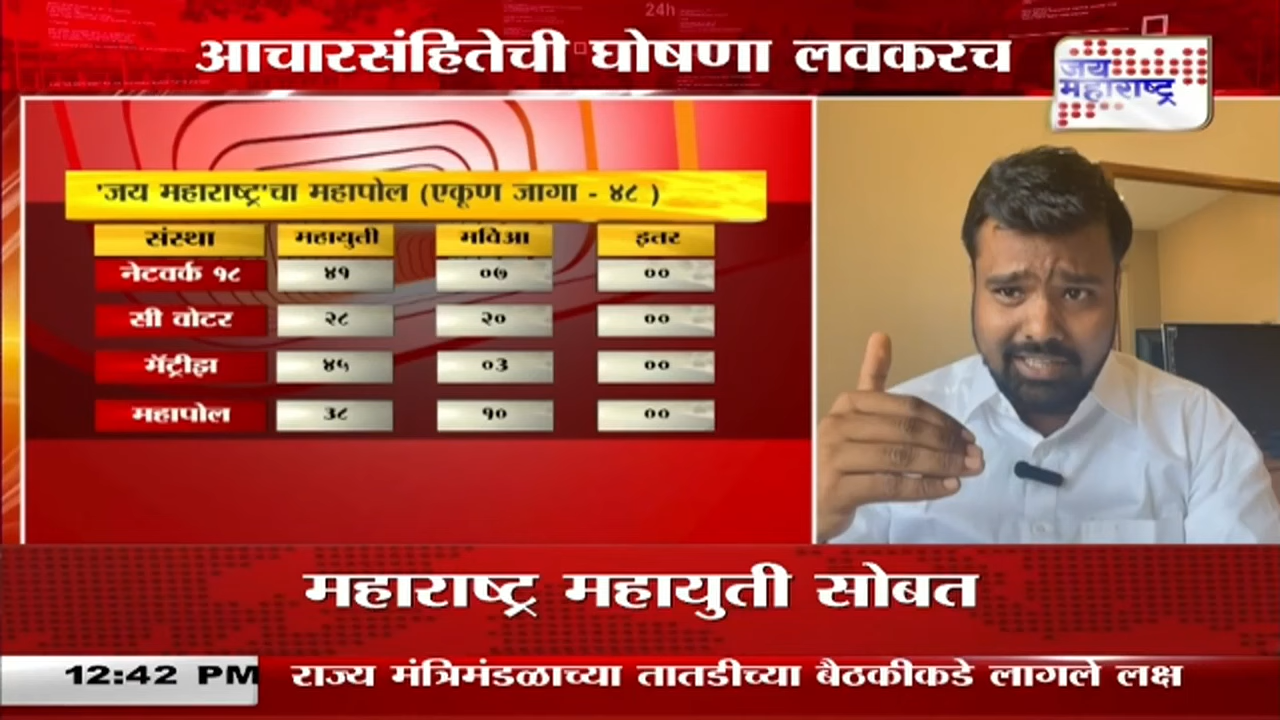 24h
आचारसंहितेची घोषणा लवकरच
जय
महाराष्ट्र
'जय महाराष्ट्र'चा महापोल (एकूण जागा - ४८ )
संस्था महायुती मविआ इतर
नेटवर्क १८ ४१ ०७ ००
सी वोटर २८ २० ००
मॅट्रीझ ४५ ०३ ००
महापोल ३८ १० ००
महाराष्ट्र महायुती सोबत
12:42 PM राज्य मंत्रिमंडळाच्या तातडीच्या बैठकीकडे लागले लक्ष